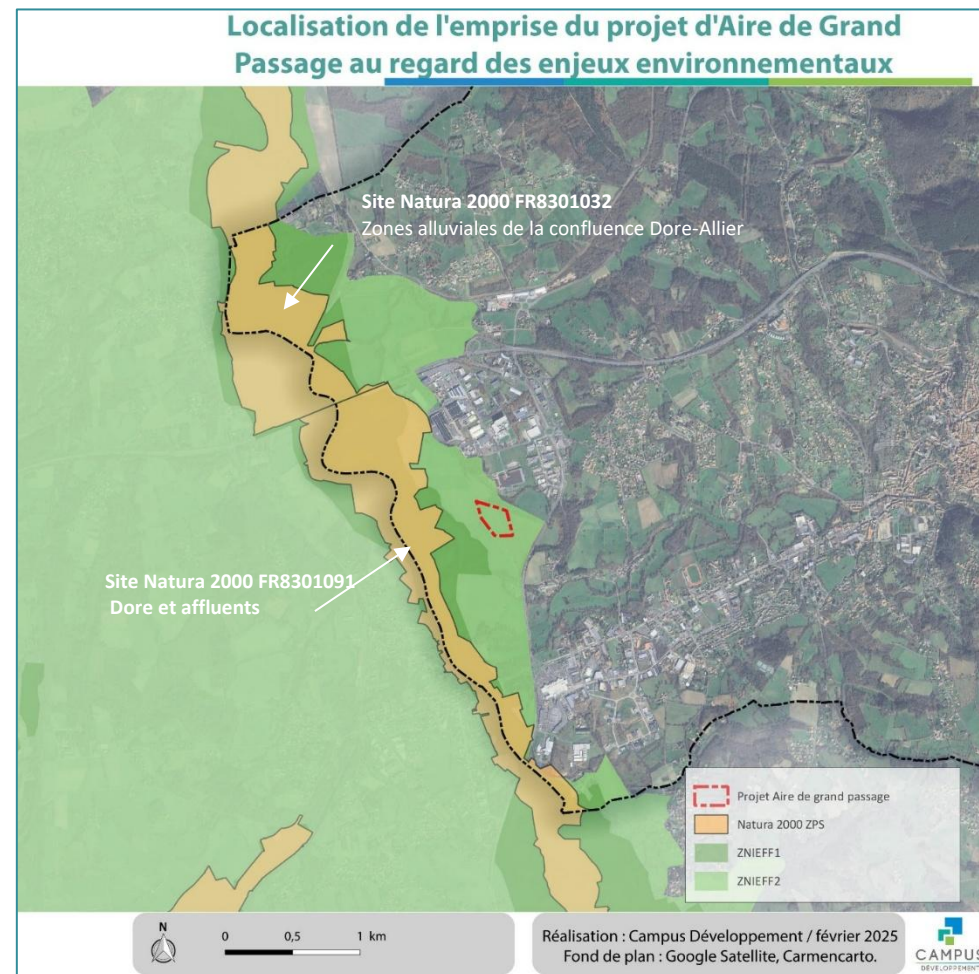 Localisation de l'emprise du projet d'Aire de Grand
Passage au regard des enjeux environnementaux
Site Natura 2000 FR8301032
Zones alluviales de la confluence Dore-Allier
Site Natura 2000 FR8301091
Dore et affluents
Projet Aire de grand passage
Natura 2000 ZPS
ZNIEFF1
ZNIEFF2
N
0 0,5 1 km
Réalisation : Campus Développement / février 2025
Fond de plan : Google Satellite, Carmencarto.
CAMPUS
DÉVELOPPEMENT